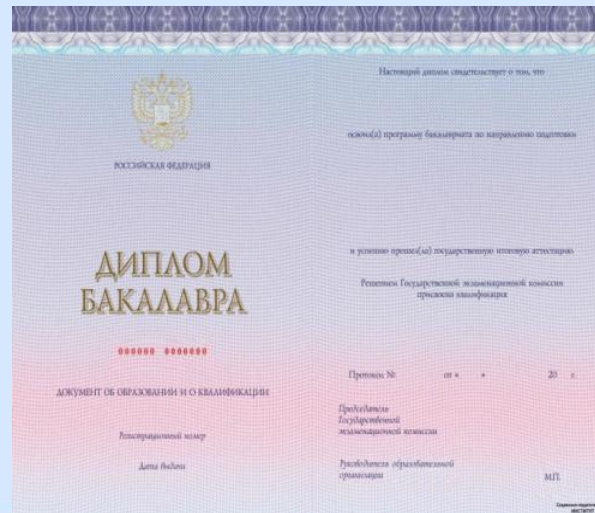 РОССИЙСКАЯ ФЕДЕРАЦИЯ
ДИПЛОМ
БАКАЛАВРА
000000 0000000
ДОКУМЕНТ ОБ ОБРАЗОВАНИИ И О КВАЛИФИКАЦИИ
Регистрационный номер
Дата выдачи
Настоящий диплом свидетельствует о том, что
освоил(а) программу бакалавриата по направлению подготовки
и успешно прошел(ла) государственную итоговую аттестацию
Решением Государственной экзаменационной комиссии
присвоена квалификация
Протокол № от « » 20 г.
Председатель
Государственной
экзаменационной комиссии
Руководитель образовательной
организации
М.П.